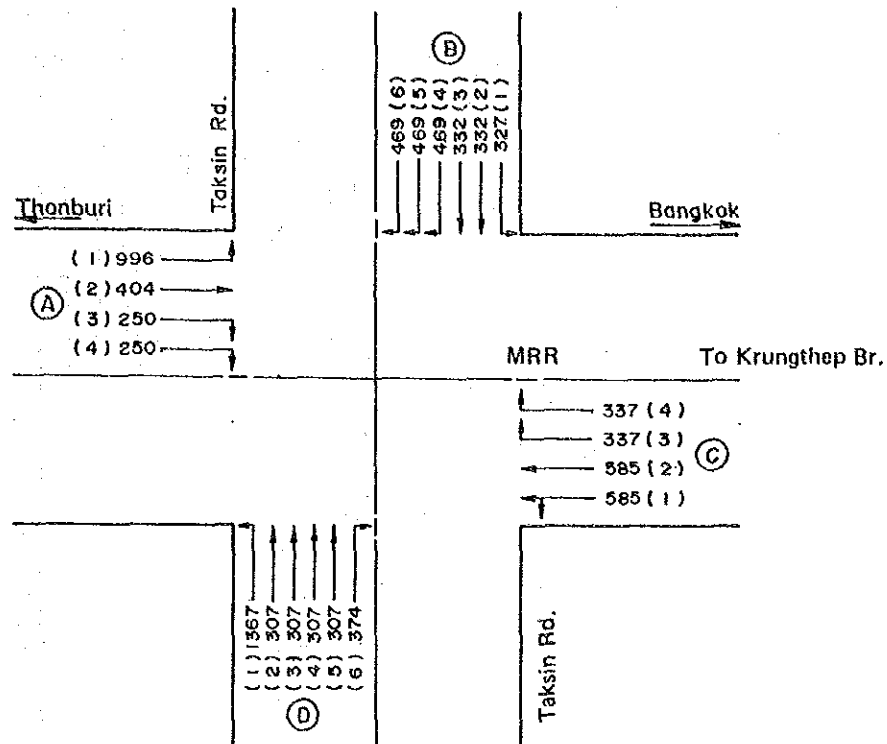 B
469 (6)
469 (5)
469 (4)
332 (3)
332 (2)
327 (1)
Taksin Rd.
Thonburi
Bangkok
(1) 996
(2) 404
A
(3) 250
(4) 250
MRR
To Krungthep Br.
337 (4)
337 (3)
C
585 (2)
585 (1)
(1) 1367
(2) 307
(3) 307
(4) 307
(5) 307
(6) 374
D
Taksin Rd.